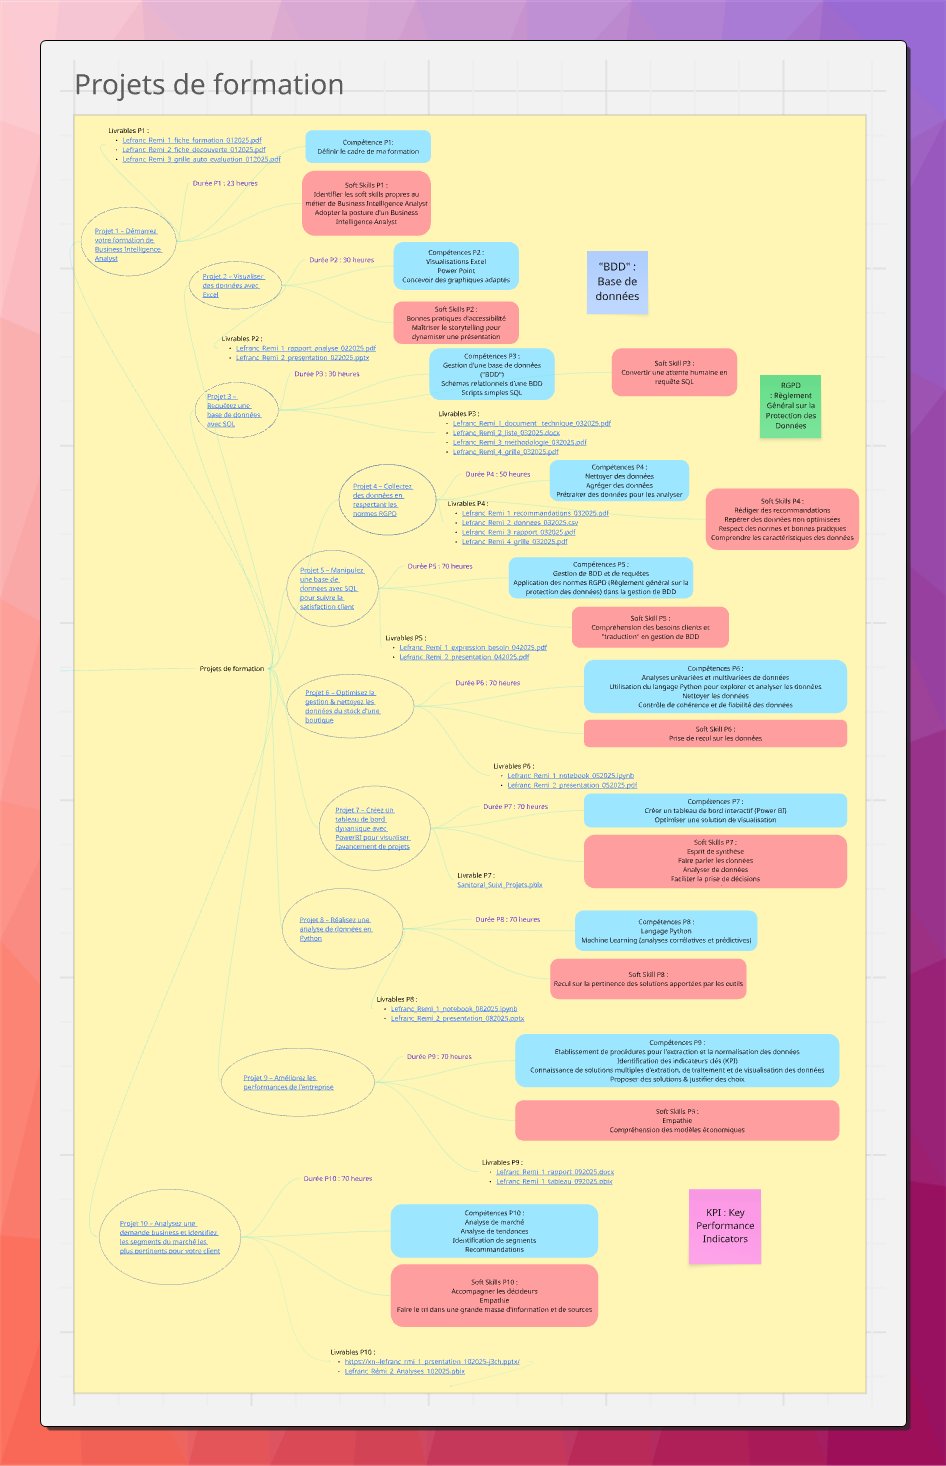 Projets de formation
Livrables P1 :
Lefranc_Remi_1_fiche_formation_012025.pdf
Lefranc_Remi_2_fiche_decouverte_012025.pdf
Lefranc_Remi_3_grille_auto_evaluation_012025.pdf
Compétence P1:
Définir le cadre de ma formation
Durée P1 : 23 heures
Soft Skills P1 :
Identifier les soft skills propres au
métier de Business Intelligence Analyst
Adopter la posture d'un Business
Intelligence Analyst
Projet 1 – Démarrez
votre formation de
Business Intelligence
Analyst
Durée P2 : 30 heures
Compétences P2 :
Visualisations Excel
Power Point
Concevoir des graphiques adaptés
Projet 2 – Visualiser
des données avec
Excel
"BDD" :
Base de
données
Soft Skills P2 :
Bonnes pratiques d'accessibilité
Maîtriser le storytelling pour
dynamiser une présentation
Livrables P2 :
Lefranc_Remi_1_rapport_analyse_022025.pdf
Lefranc_Remi_2_presentation_022025.pptx
Durée P3 : 30 heures
Compétences P3 :
Gestion d'une base de données
("BDD")
Schémas relationnels d'une BDD
Scripts simples SQL
Soft Skill P3 :
Convertir une attente humaine en
requête SQL
RGPD
: Règlement
Général sur la
Protection des
Données
Projet 3 –
Requêtez une
base de données
avec SQL
Livrables P3 :
Lefranc_Remi_1_document_ technique_032025.pdf
Lefranc_Remi_2_liste_032025.docx
Lefranc_Remi_3_methodologie_032025.pdf
Lefranc_Remi_4_grille_032025.pdf
Durée P4 : 50 heures
Compétences P4 :
Nettoyer des données
Agréger des données
Prétraiter des données pour les analyser
Projet 4 – Collectez
des données en
respectant les
normes RGPD
Livrables P4 :
Lefranc_Remi_1_recommandations_032025.pdf
Lefranc_Remi_2_donnees_032025.csv
Lefranc_Remi_3_rapport_032025.pdf
Lefranc_Remi_4_grille_032025.pdf
Soft Skills P4 :
Rédiger des recommandations
Repérer des données non optimisées
Respect des normes et bonnes pratiques
Comprendre les caractéristiques des données
Projet 5 – Manipulez
une base de
données avec SQL
pour suivre la
satisfaction client
Durée P5 : 70 heures
Compétences P5 :
Gestion de BDD et de requêtes
Application des normes RGPD (Règlement général sur la
protection des données) dans la gestion de BDD
Soft Skill P5 :
Compréhension des besoins clients et
"traduction" en gestion de BDD
Livrables P5 :
Lefranc_Remi_1_expression_besoin_042025.pdf
Lefranc_Remi_2_presentation_042025.pdf
Projets de formation
Durée P6 : 70 heures
Compétences P6 :
Analyses univariées et multivariées de données
Utilisation du langage Python pour explorer et analyser les données
Nettoyer les données
Contrôle de cohérence et de fiabilité des données
Projet 6 – Optimisez la
gestion & nettoyez les
données du stock d'une
boutique
Soft Skill P6 :
Prise de recul sur les données
Livrables P6 :
Lefranc_Remi_1_notebook_052025.ipynb
Lefranc_Remi_2_presentation_052025.pdf
Durée P7 : 70 heures
Compétences P7 :
Créer un tableau de bord interactif (Power BI)
Optimiser une solution de visualisation
Projet 7 – Créez un
tableau de bord
dynamique avec
PowerBI pour visualiser
l'avancement de projets
Soft Skills P7 :
Esprit de synthèse
Faire parler les données
Analyser de données
Faciliter la prise de décisions
Livrable P7 :
Sanitoral_Suivi_Projets.pbix
Projet 8 – Réalisez une
analyse de données en
Python
Durée P8 : 70 heures
Compétences P8 :
Langage Python
Machine Learning (analyses corrélatives et prédictives)
Soft Skill P8 :
Recul sur la pertinence des solutions apportées par les outils
Livrables P8 :
Lefranc_Remi_1_notebook_082025.ipynb
Lefranc_Remi_2_presentation_082025.pptx
Durée P9 : 70 heures
Compétences P9 :
Etablissement de procédures pour l'extraction et la normalisation des données
Identification des indicateurs clés (KPI)
Connaissance de solutions multiples d'extration, de traitement et de visualisation des données
Proposer des solutions & justifier des choix
Projet 9 – Améliorez les
performances de l'entreprise
Soft Skills P5 :
Empathie
Compréhension des modèles économiques
Livrables P9 :
Lefranc_Remi_1_rapport_092025.docx
Lefranc_Remi_1_tableau_092025.pbix
Durée P10 : 70 heures
Projet 10 – Analysez une
demande business et identifiez
les segments du marché les
plus pertinents pour votre client
Compétences P10 :
Analyse de marché
Analyse de tendances
Identification de segments
Recommandations
KPI : Key
Performance
Indicators
Soft Skills P10 :
Accompagner les décideurs
Empathie
Faire le tri dans une grande masse d'information et de sources
Livrables P10 :
https://xn--lefranc_rmi_1_prsentation_102025-j3ch.pptx/
Lefranc_Rémi_2_Analyses_102025.pbix